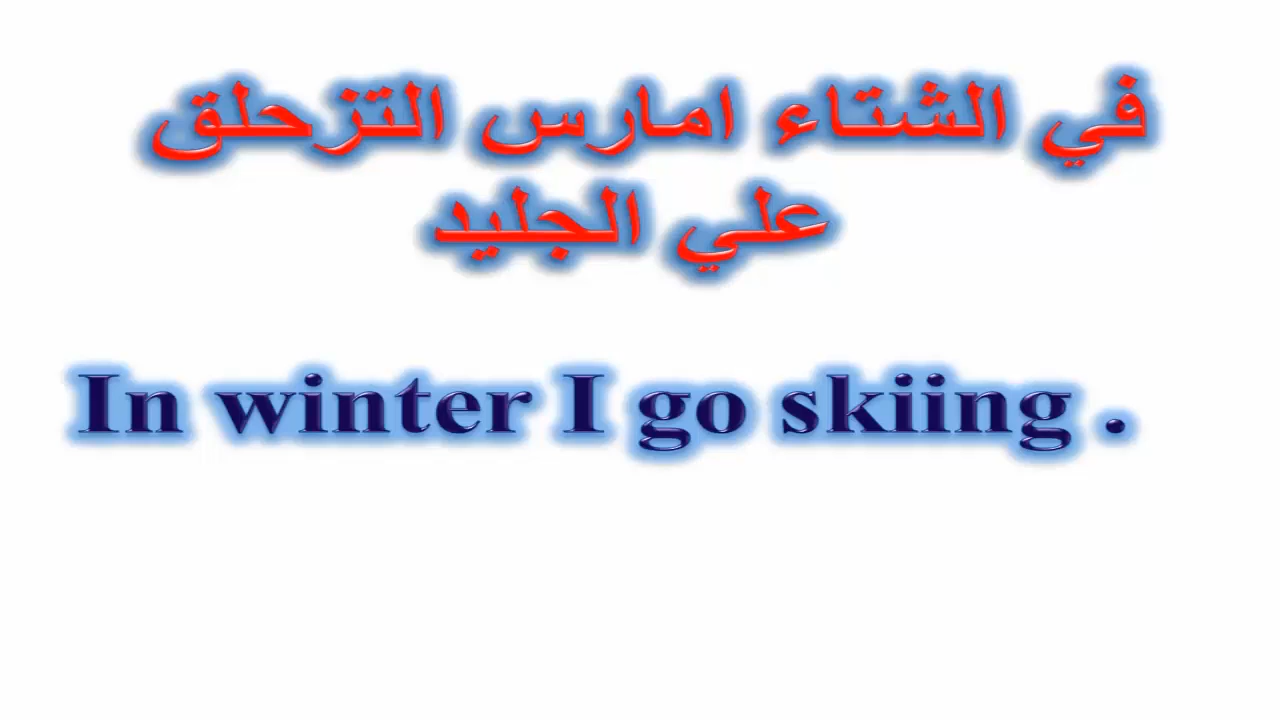 في الشتاء امارس التزحلق
علي الجليد
In winter I go skiing .